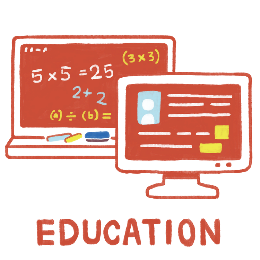 (3×3)
5×5=25
2+2
(a)÷(b)=
EDUCATION